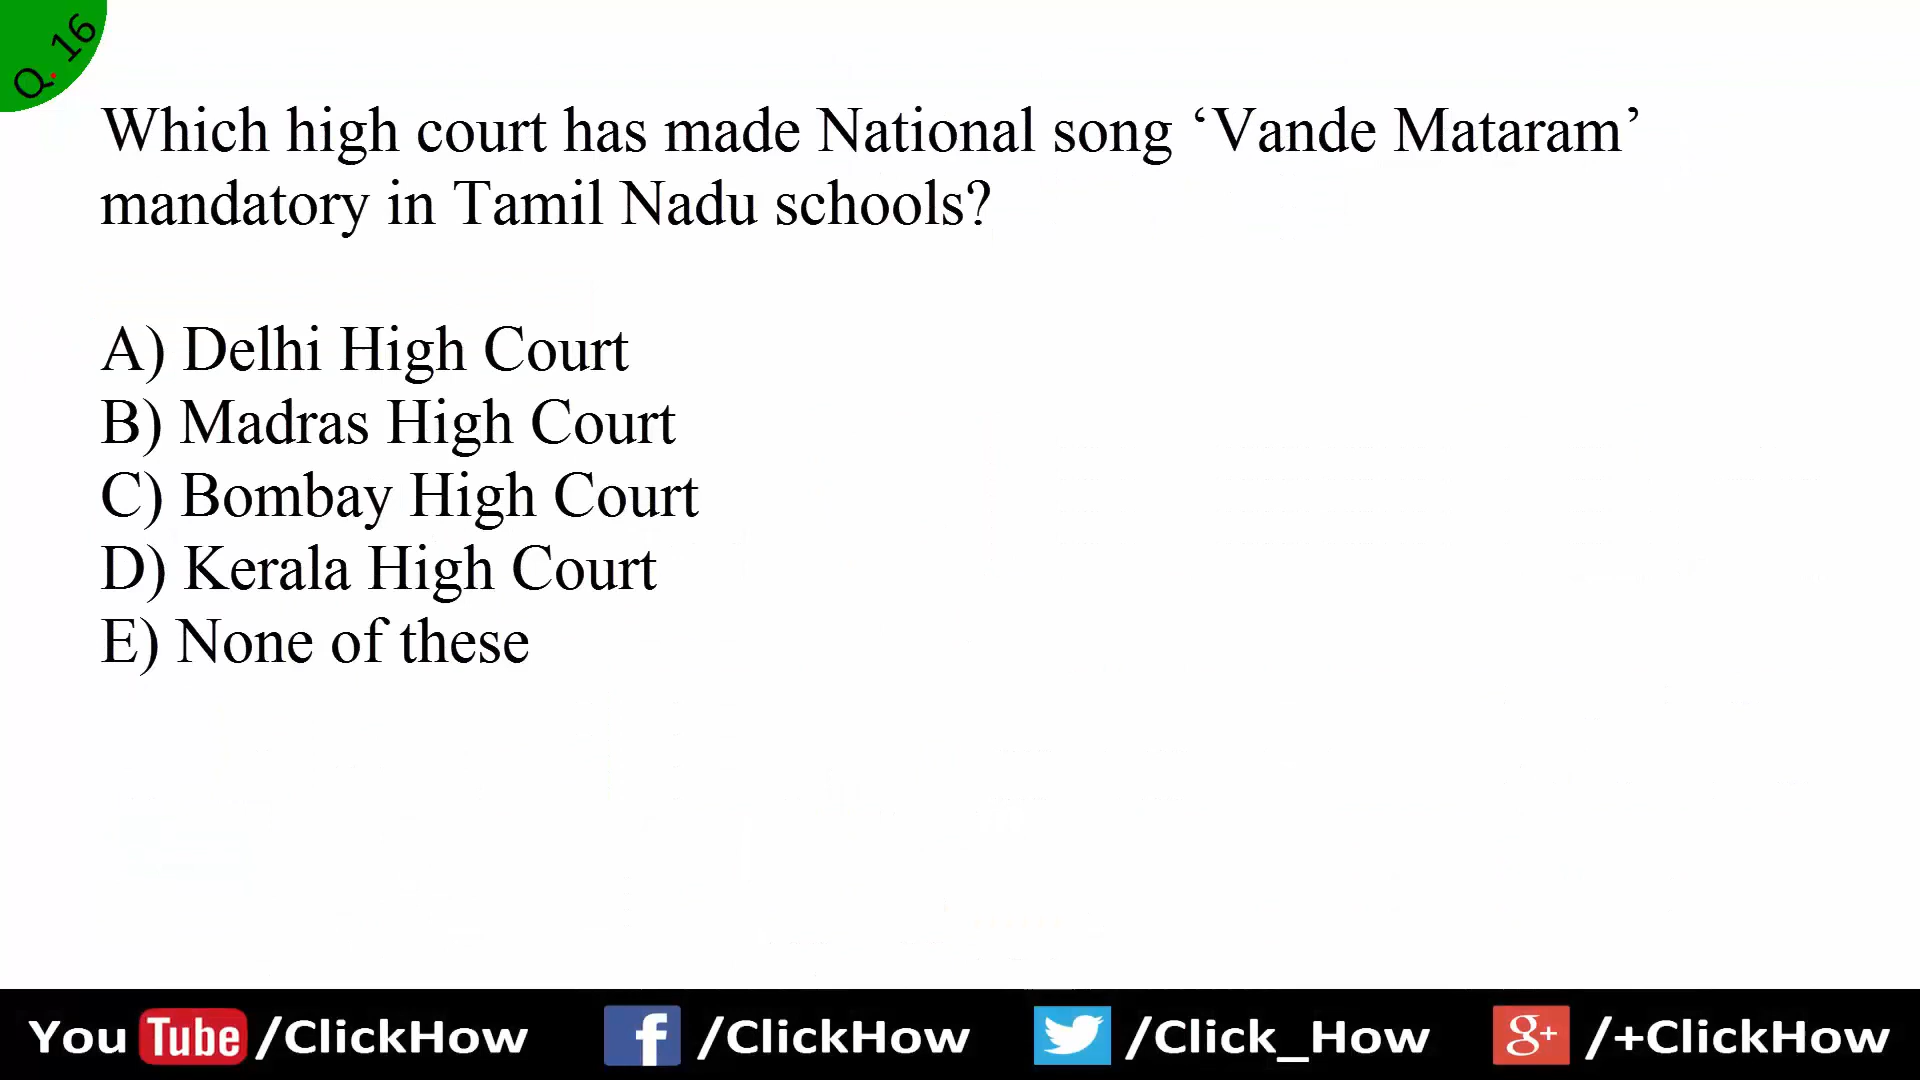 Q. 16
Which high court has made National song ‘Vande Mataram’
mandatory in Tamil Nadu schools?
A) Delhi High Court
B) Madras High Court
C) Bombay High Court
D) Kerala High Court
E) None of these
You Tube /ClickHow f /ClickHow /Click_How g+ /+ClickHow